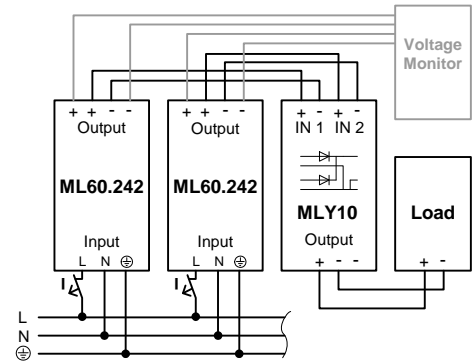 Voltage
Monitor
+ + - -
Output
ML60.242
Input
L N ⏚
I
+ + - -
Output
ML60.242
Input
L N ⏚
I
+ - + -
IN 1 IN 2
MLY10
Output
+ - -
Load
+ -
L
N
⏚